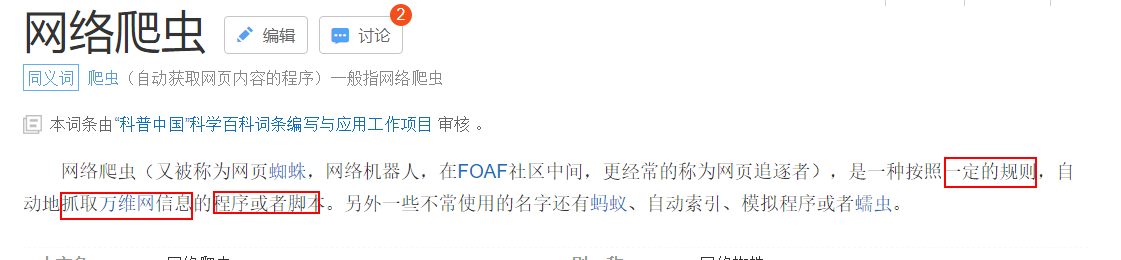 网络爬虫 编辑 讨论 2
同义词 爬虫（自动获取网页内容的程序）一般指网络爬虫
本词条由“科普中国”科学百科词条编写与应用工作项目 审核 。
网络爬虫（又被称为网页蜘蛛，网络机器人，在FOAF社区中间，更经常的称为网页追逐者），是一种按照一定的规则，自
动地抓取万维网信息的程序或者脚本。另外一些不常使用的名字还有蚂蚁、自动索引、模拟程序或者蠕虫。